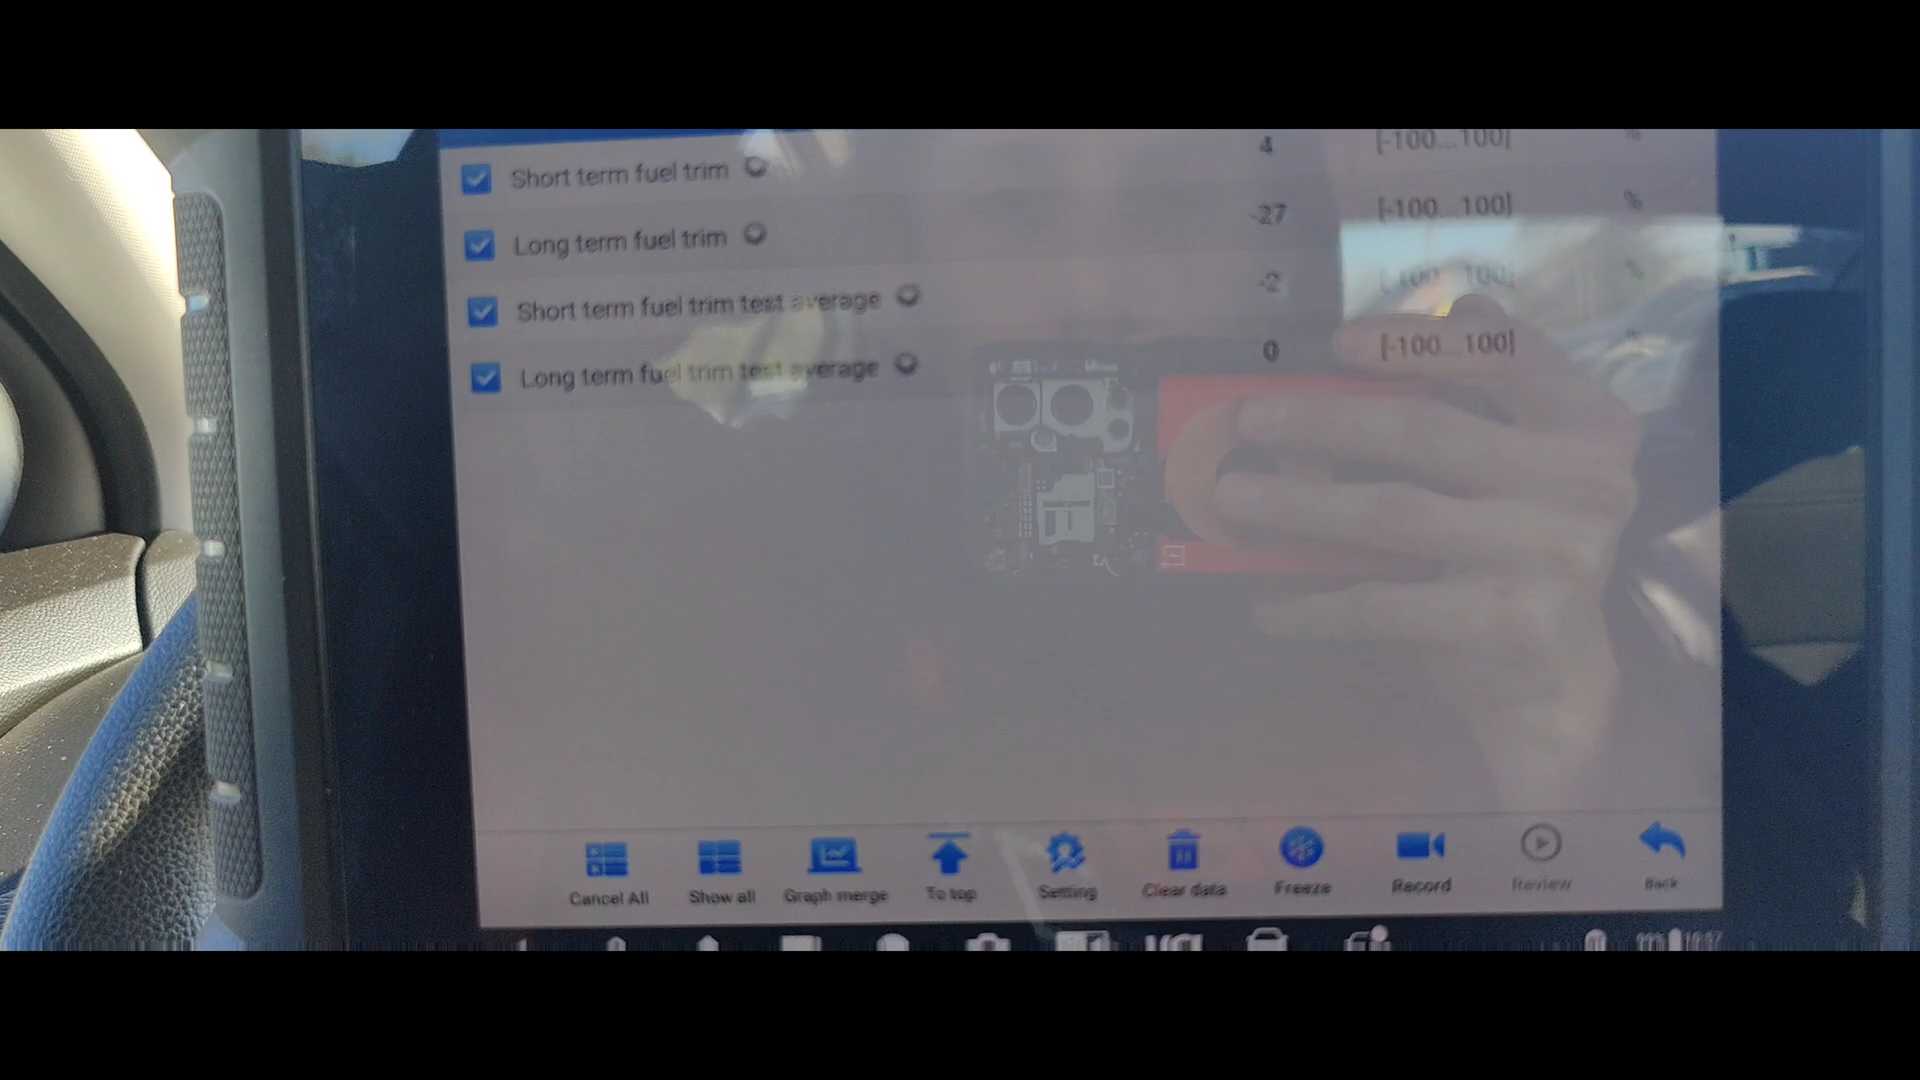 Short term fuel trim 4 [-100...100] %
Long term fuel trim -27 [-100...100] %
Short term fuel trim test average -2 [-100...100] %
Long term fuel trim test average 0 [-100...100] %
Cancel All Show all Graph merge To top Setting Clear data Freeze Record Review Back